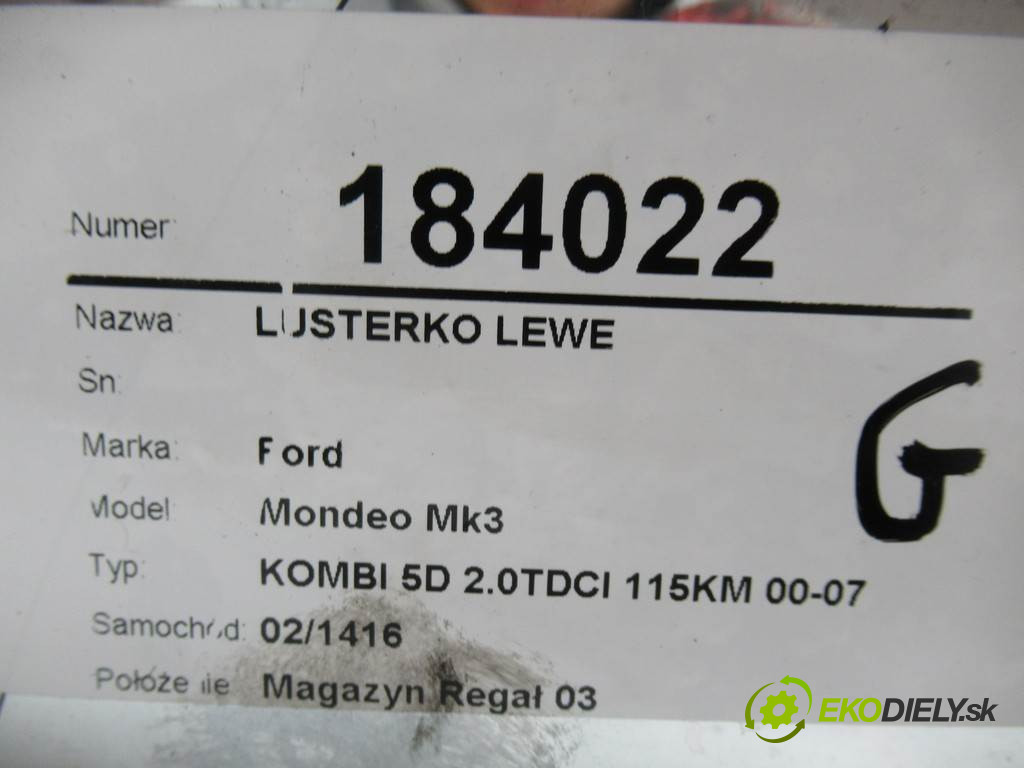 Numer: 184022
Nazwa: LUSTERKO LEWE
Sn:
Marka: Ford
Model Mondeo Mk3
Typ: KOMBI 5D 2.0TDCI 115KM 00-07
Samochód: 02/1416
Położenie Magazyn Regał 03
G
EKODIELY.sk